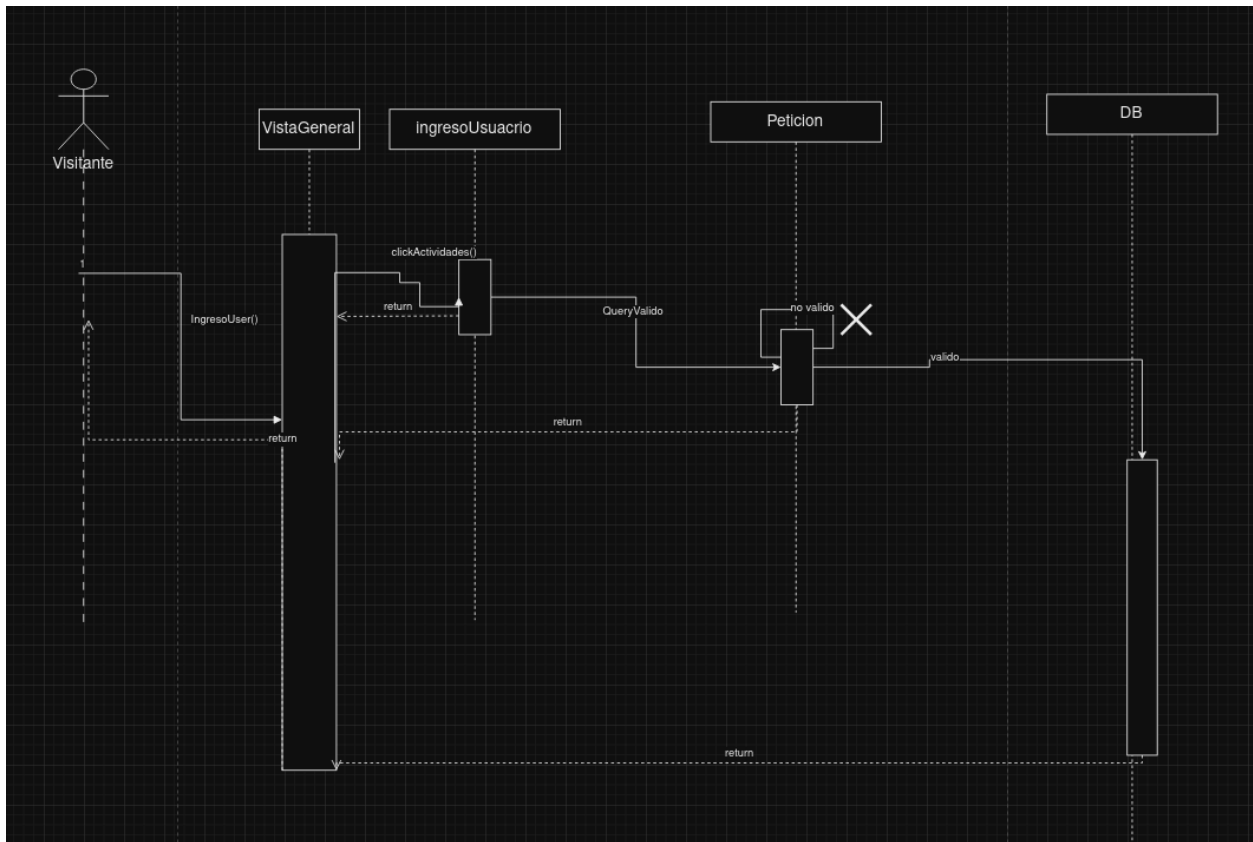 Visitante
VistaGeneral
ingresoUsuacrio
Peticion
DB
clickActividades()
return
IngresoUser()
QueryValido
no valido
valido
return
return
return